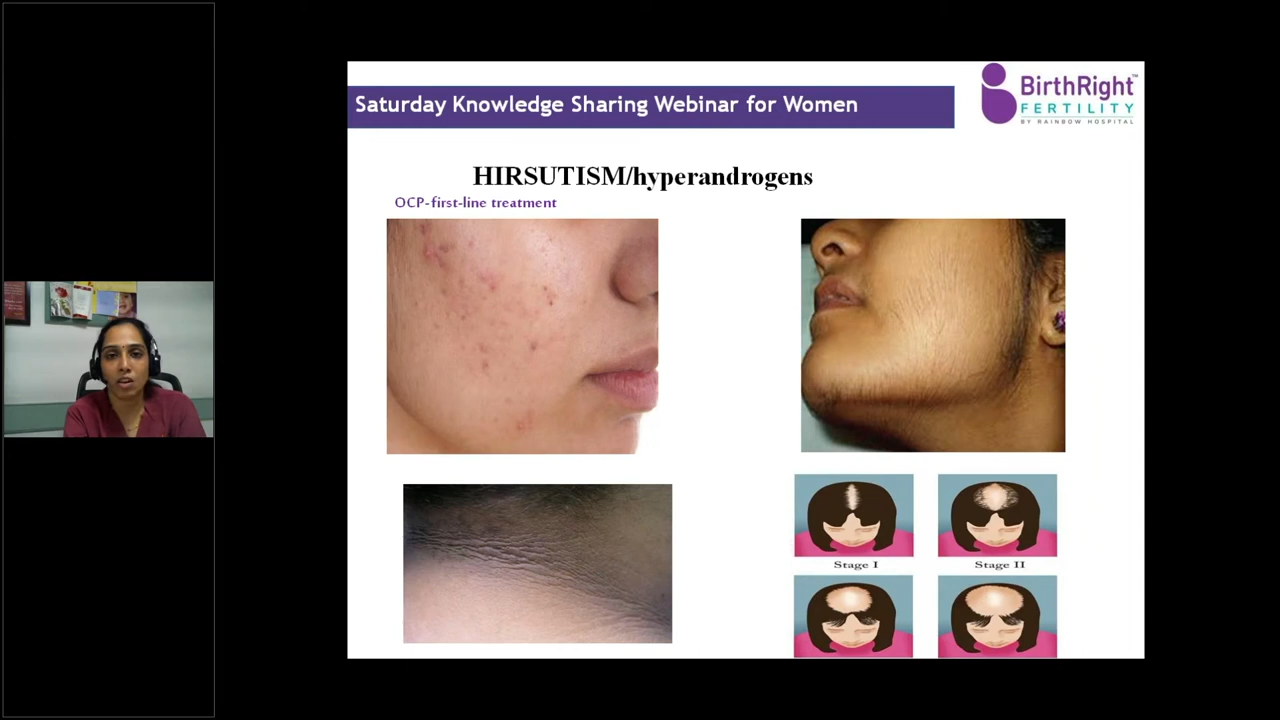 Saturday Knowledge Sharing Webinar for Women
BirthRight™
FERTILITY
BY RAINBOW HOSPITAL
HIRSUTISM/hyperandrogens
OCP-first-line treatment
Stage I
Stage II